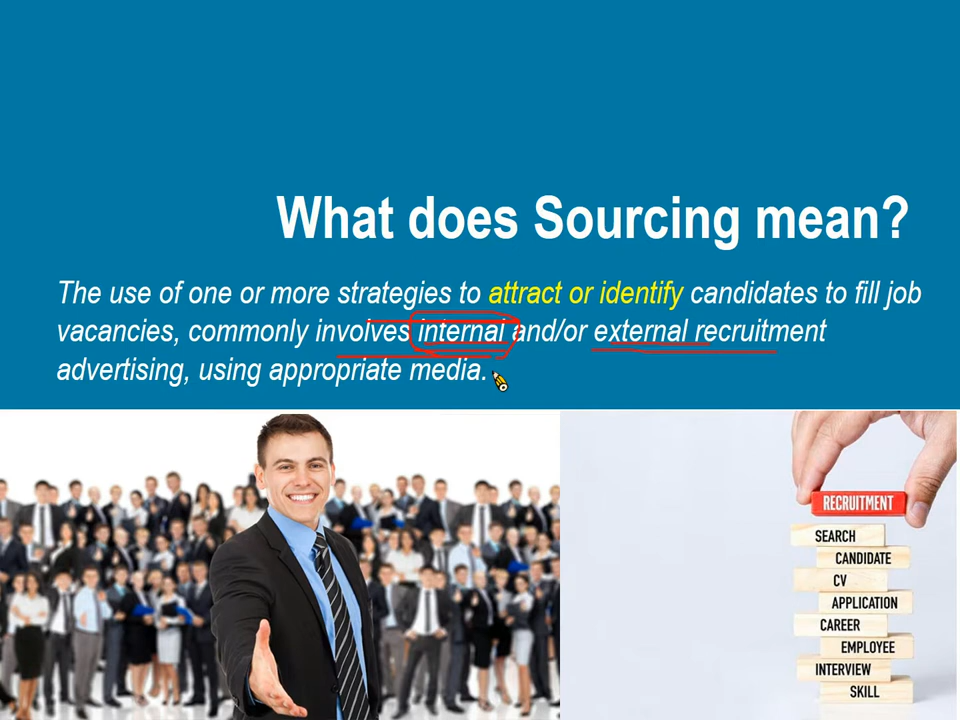 What does Sourcing mean?
The use of one or more strategies to attract or identify candidates to fill job
vacancies, commonly involves internal and/or external recruitment
advertising, using appropriate media.
RECRUITMENT
SEARCH
CANDIDATE
CV
APPLICATION
CAREER
EMPLOYEE
INTERVIEW
SKILL